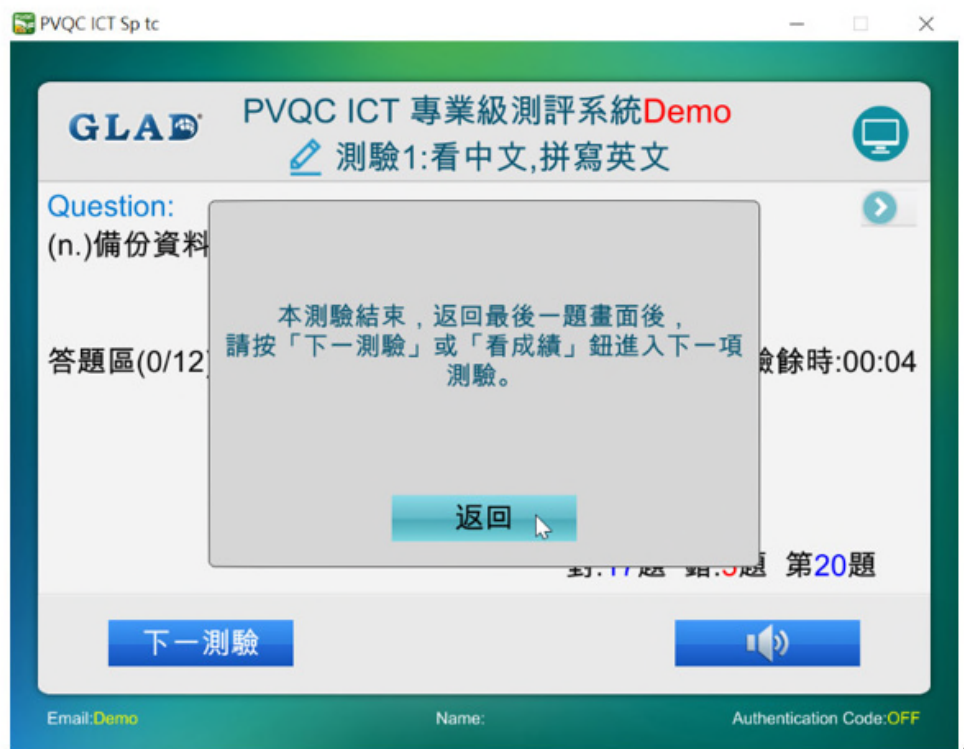 PVQC ICT Sp tc
GLAD
PVQC ICT 專業級測評系統Demo
測驗1:看中文,拼寫英文
Question:
(n.)備份資料
本測驗結束，返回最後一題畫面後，
請按「下一測驗」或「看成績」鈕進入下一項
測驗。
答題區(0/12
餘時:00:04
返回
第20題
下一測驗
Email:Demo
Name:
Authentication Code:OFF